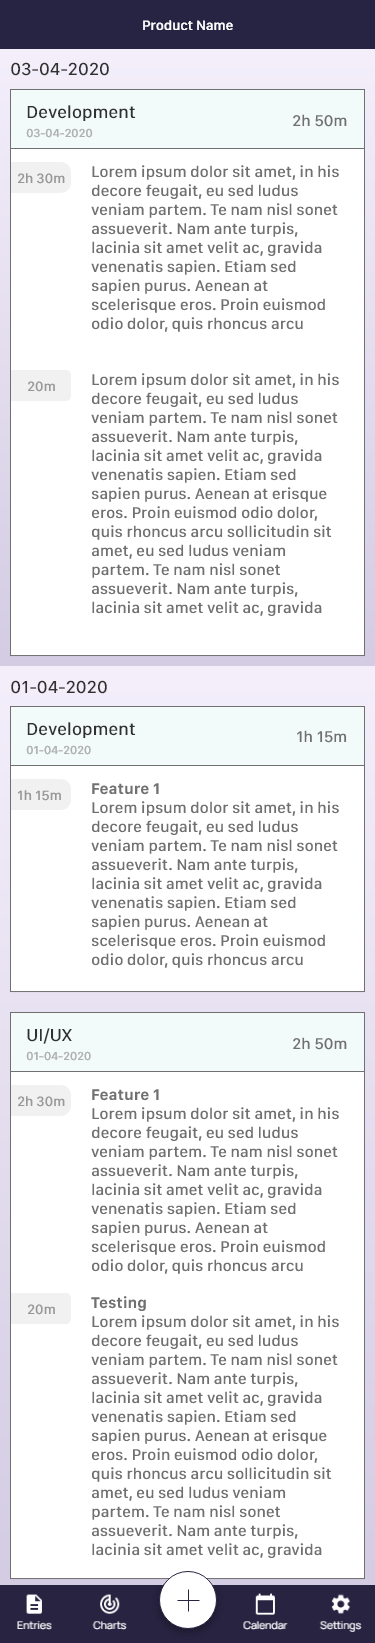 Product Name
03-04-2020
Development
03-04-2020
2h 50m
2h 30m
Lorem ipsum dolor sit amet, in his
decore feugait, eu sed ludus
veniam partem. Te nam nisl sonet
assueverit. Nam ante turpis,
lacinia sit amet velit ac, gravida
venenatis sapien. Etiam sed
sapien purus. Aenean at
scelerisque eros. Proin euismod
odio dolor, quis rhoncus arcu
20m
Lorem ipsum dolor sit amet, in his
decore feugait, eu sed ludus
veniam partem. Te nam nisl sonet
assueverit. Nam ante turpis,
lacinia sit amet velit ac, gravida
venenatis sapien. Etiam sed
sapien purus. Aenean at erisque
eros. Proin euismod odio dolor,
quis rhoncus arcu sollicitudin sit
amet, eu sed ludus veniam
partem. Te nam nisl sonet
assueverit. Nam ante turpis,
lacinia sit amet velit ac, gravida
01-04-2020
Development
01-04-2020
1h 15m
1h 15m
Feature 1
Lorem ipsum dolor sit amet, in his
decore feugait, eu sed ludus
veniam partem. Te nam nisl sonet
assueverit. Nam ante turpis,
lacinia sit amet velit ac, gravida
venenatis sapien. Etiam sed
sapien purus. Aenean at
scelerisque eros. Proin euismod
odio dolor, quis rhoncus arcu
UI/UX
01-04-2020
2h 50m
2h 30m
Feature 1
Lorem ipsum dolor sit amet, in his
decore feugait, eu sed ludus
veniam partem. Te nam nisl sonet
assueverit. Nam ante turpis,
lacinia sit amet velit ac, gravida
venenatis sapien. Etiam sed
sapien purus. Aenean at
scelerisque eros. Proin euismod
odio dolor, quis rhoncus arcu
20m
Testing
Lorem ipsum dolor sit amet, in his
decore feugait, eu sed ludus
veniam partem. Te nam nisl sonet
assueverit. Nam ante turpis,
lacinia sit amet velit ac, gravida
venenatis sapien. Etiam sed
sapien purus. Aenean at erisque
eros. Proin euismod odio dolor,
quis rhoncus arcu sollicitudin sit
amet, eu sed ludus veniam
partem. Te nam nisl sonet
assueverit. Nam ante turpis,
lacinia sit amet velit ac, gravida
Entries
Charts
Calendar
Settings